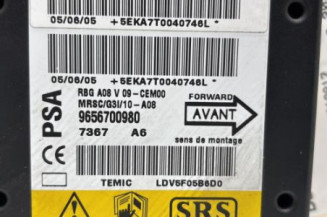 05/06/05 +5EKA7T0040746L*
05/06/05 +5EKA7T0040746L*
PSA
RBG A08 V 09-CEM00
MRSC/G3I/10-A08
9656700980
7367 A6
FORWARD
AVANT
sens de montage
CE
TEMIC LDV5F05B6D0
SRS